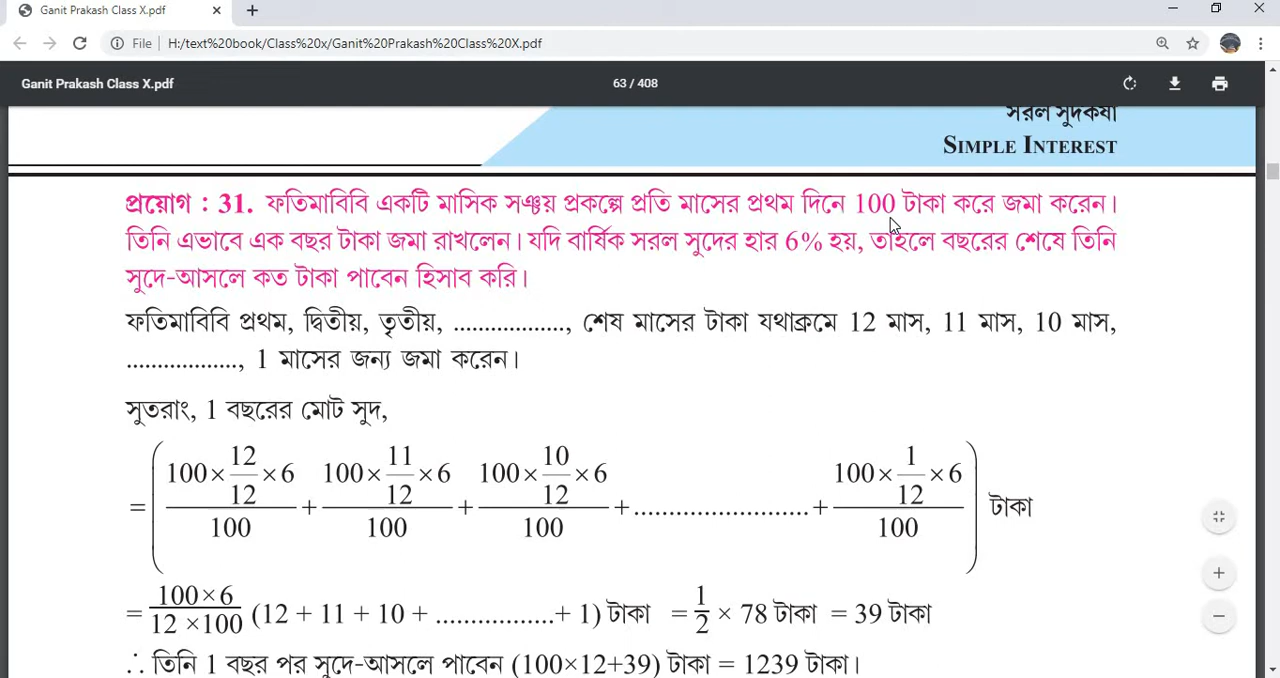 Ganit Prakash Class X.pdf
File | H:/text%20book/Class%20x/Ganit%20Prakash%20Class%20X.pdf
Ganit Prakash Class X.pdf 63 / 408
সরল সুদকষা
SIMPLE INTEREST
প্রয়োগ : 31. ফতিমাবিবি একটি মাসিক সঞ্চয় প্রকল্পে প্রতি মাসের প্রথম দিনে 100 টাকা করে জমা করেন।
তিনি এভাবে এক বছর টাকা জমা রাখলেন। যদি বার্ষিক সরল সুদের হার 6% হয়, তাহলে বছরের শেষে তিনি
সুদে-আসলে কত টাকা পাবেন হিসাব করি।
ফতিমাবিবি প্রথম, দ্বিতীয়, তৃতীয়, .................., শেষ মাসের টাকা যথাক্রমে 12 মাস, 11 মাস, 10 মাস,
.................., 1 মাসের জন্য জমা করেন।
সুতরাং, 1 বছরের মোট সুদ,
= (100×12/12×6/100 + 100×11/12×6/100 + 100×10/12×6/100 + ............................ + 100×1/12×6/100) টাকা
= 100×6/12×100 (12 + 11 + 10 + ...................+ 1) টাকা = 1/2 × 78 টাকা = 39 টাকা
∴ তিনি 1 বছর পর সুদে-আসলে পাবেন (100×12+39) টাকা = 1239 টাকা।